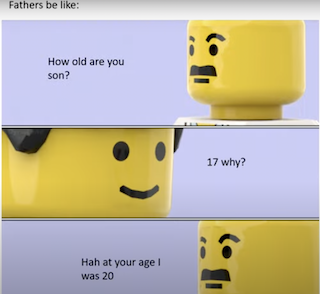 Fathers be like:
How old are you
son?
17 why?
Hah at your age I
was 20